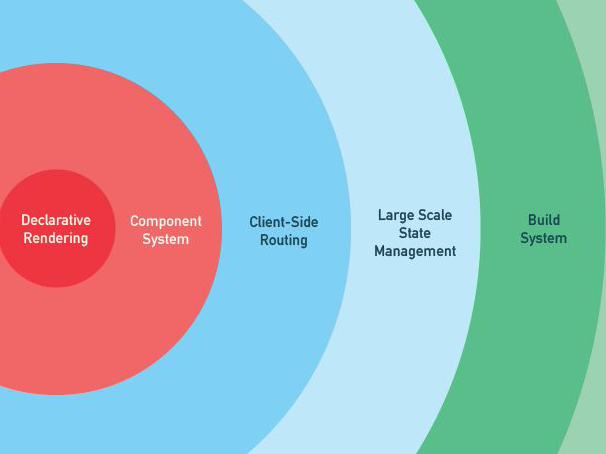 Declarative
Rendering
Component
System
Client-Side
Routing
Large Scale
State
Management
Build
System